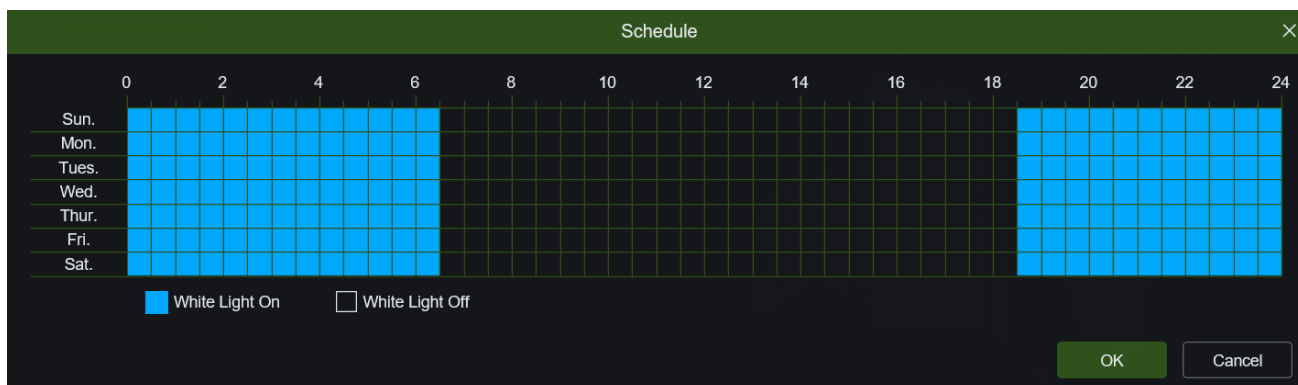 Schedule
0 2 4 6 8 10 12 14 16 18 20 22 24
Sun.
Mon.
Tues.
Wed.
Thur.
Fri.
Sat.
White Light On White Light Off
OK Cancel